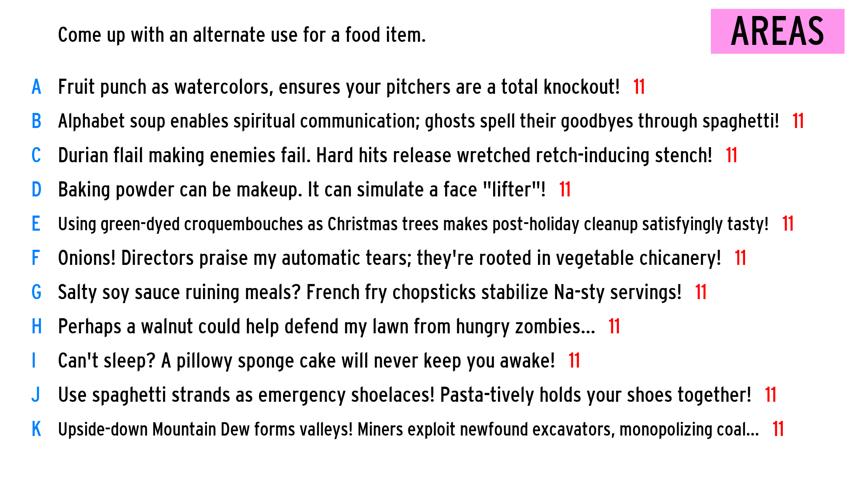 Come up with an alternate use for a food item.
AREAS
A Fruit punch as watercolors, ensures your pitchers are a total knockout! 11
B Alphabet soup enables spiritual communication; ghosts spell their goodbyes through spaghetti! 11
C Durian flail making enemies fail. Hard hits release wretched retch-inducing stench! 11
D Baking powder can be makeup. It can simulate a face "lifter"! 11
E Using green-dyed croquembouches as Christmas trees makes post-holiday cleanup satisfyingly tasty! 11
F Onions! Directors praise my automatic tears; they're rooted in vegetable chicanery! 11
G Salty soy sauce ruining meals? French fry chopsticks stabilize Na-sty servings! 11
H Perhaps a walnut could help defend my lawn from hungry zombies... 11
I Can't sleep? A pillowy sponge cake will never keep you awake! 11
J Use spaghetti strands as emergency shoelaces! Pasta-tively holds your shoes together! 11
K Upside-down Mountain Dew forms valleys! Miners exploit newfound excavators, monopolizing coal... 11